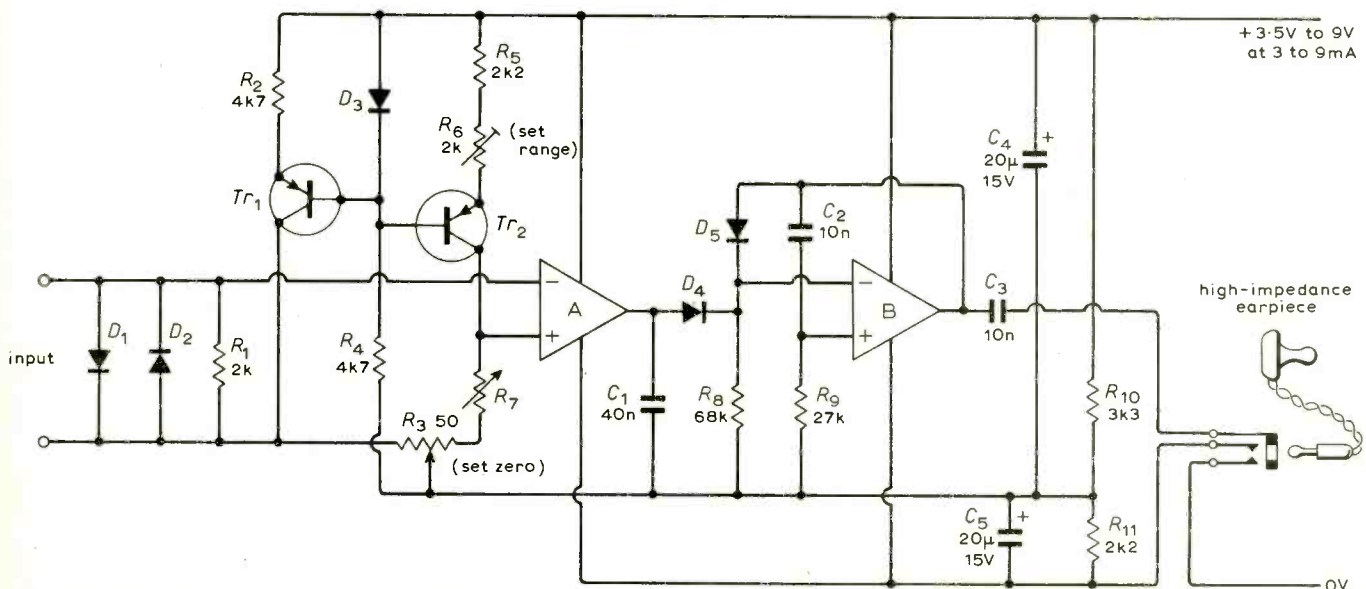 +3·5V to 9V
at 3 to 9mA
R2
4k7
D3
R5
2k2
R6
2k
(set
range)
Tr1
Tr2
C4
20µ
15V
+
D5
C2
10n
input
D1
D2
R1
2k
R4
4k7
−
+
A
R7
D4
−
+
B
C3
10n
high-impedance
earpiece
R3 50
(set zero)
C1
40n
R8
68k
R9
27k
R10
3k3
C5
20µ
15V
+
R11
2k2
0V